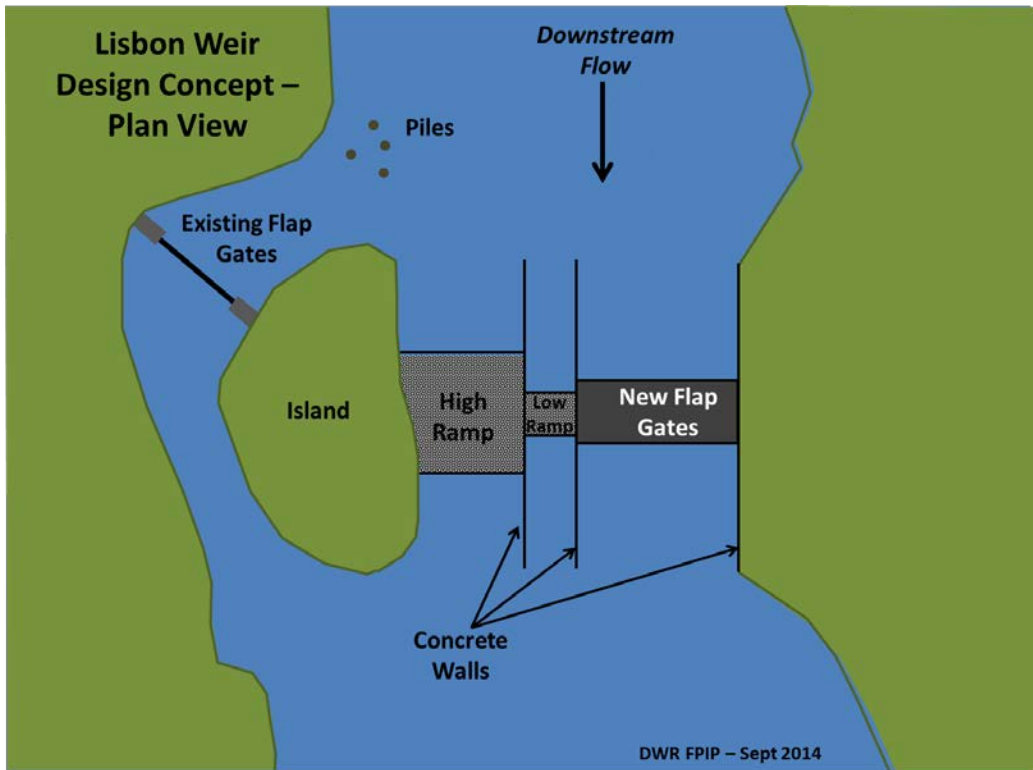 Lisbon Weir
Design Concept –
Plan View
Downstream
Flow
Piles
Existing Flap
Gates
Island
High
Ramp
Low
Ramp
New Flap
Gates
Concrete
Walls
DWR FPIP – Sept 2014